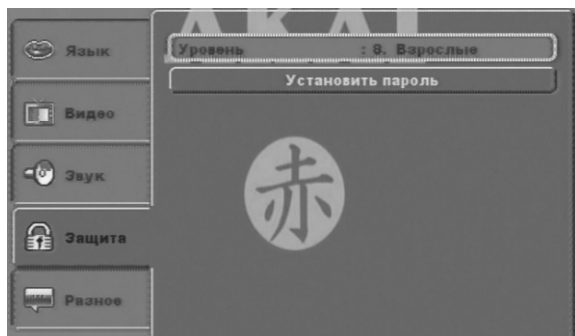 AKAI
Язык
Видео
Звук
Защита
Разное
Уровень : 8. Взрослые
Установить пароль
赤